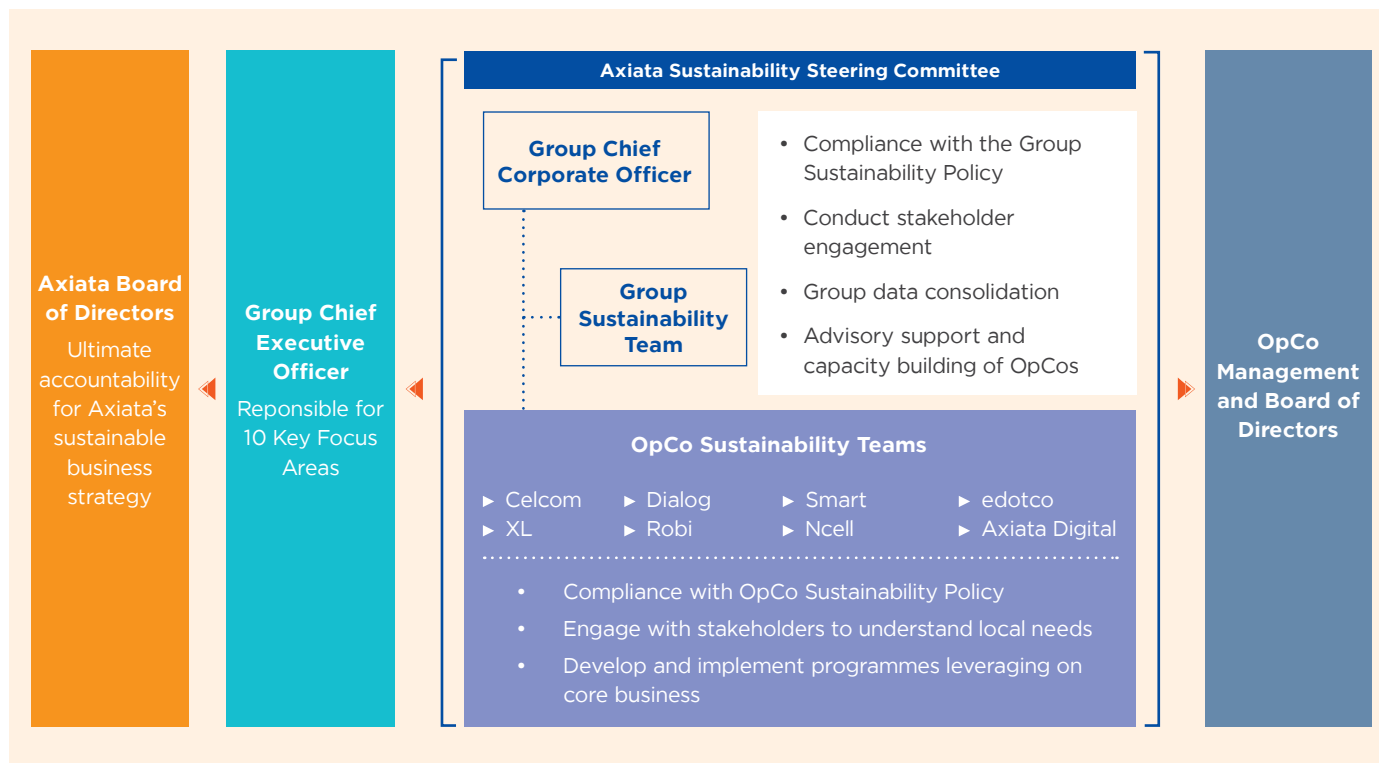 Axiata Board
of Directors
Ultimate
accountability
for Axiata's
sustainable
business
strategy
Group Chief
Executive
Officer
Reponsible for
10 Key Focus
Areas
Axiata Sustainability Steering Committee
Group Chief
Corporate Officer
Group
Sustainability
Team
• Compliance with the Group
Sustainability Policy
• Conduct stakeholder
engagement
• Group data consolidation
• Advisory support and
capacity building of OpCos
OpCo Sustainability Teams
► Celcom ► Dialog ► Smart ► edotco
► XL ► Robi ► Ncell ► Axiata Digital
• Compliance with OpCo Sustainability Policy
• Engage with stakeholders to understand local needs
• Develop and implement programmes leveraging on
core business
OpCo
Management
and Board of
Directors